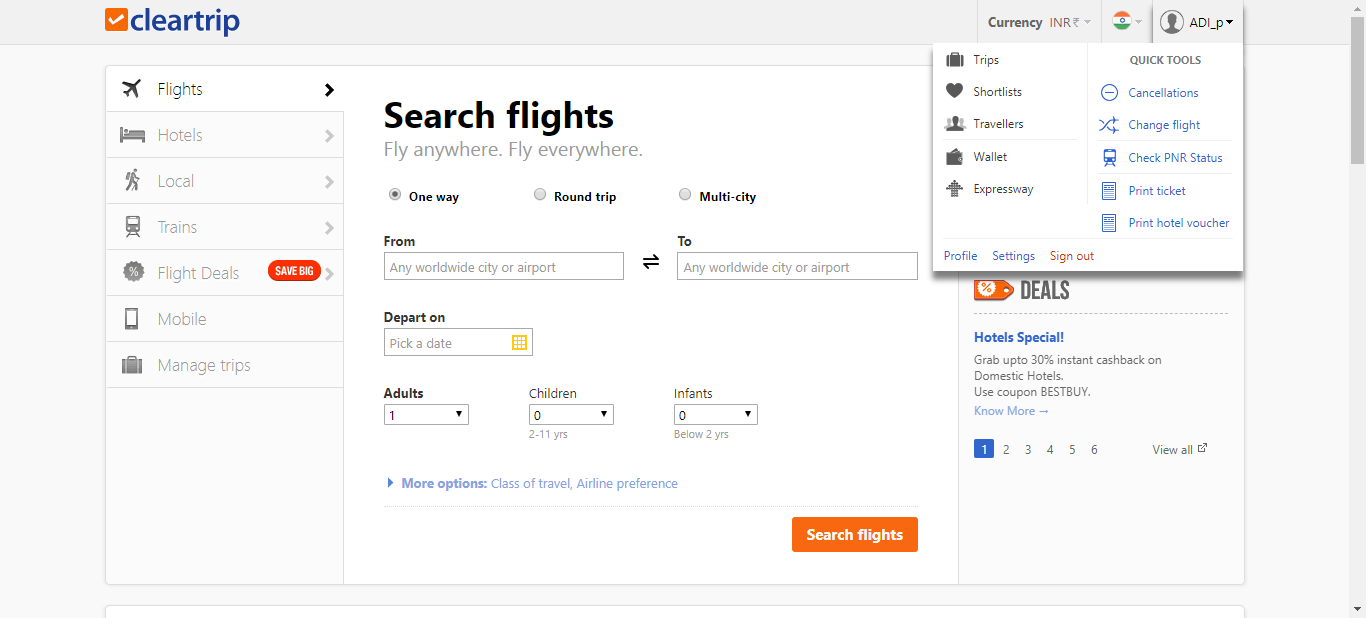 cleartrip
Currency INR ₹
ADI_p
Trips
Shortlists
Travellers
Wallet
Expressway
QUICK TOOLS
Cancellations
Change flight
Check PNR Status
Print ticket
Print hotel voucher
Profile Settings Sign out
Flights
Hotels
Local
Trains
Flight Deals SAVE BIG
Mobile
Manage trips
Search flights
Fly anywhere. Fly everywhere.
One way Round trip Multi-city
From To
Any worldwide city or airport Any worldwide city or airport
Depart on
Pick a date
Adults Children Infants
1 0 0
2-11 yrs Below 2 yrs
More options: Class of travel, Airline preference
Search flights
% DEALS
Hotels Special!
Grab upto 30% instant cashback on
Domestic Hotels.
Use coupon BESTBUY.
Know More →
1 2 3 4 5 6 View all